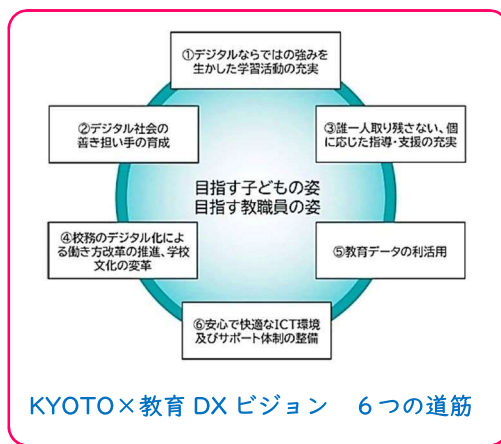 ①デジタルならではの強みを
生かした学習活動の充実
②デジタル社会の
善き担い手の育成
③誰一人取り残さない、個
に応じた指導・支援の充実
目指す子どもの姿
目指す教職員の姿
④校務のデジタル化によ
る働き方改革の推進、学校
文化の変革
⑤教育データの利活用
⑥安心で快適なICT環境
及びサポート体制の整備
KYOTO×教育DXビジョン　６つの道筋